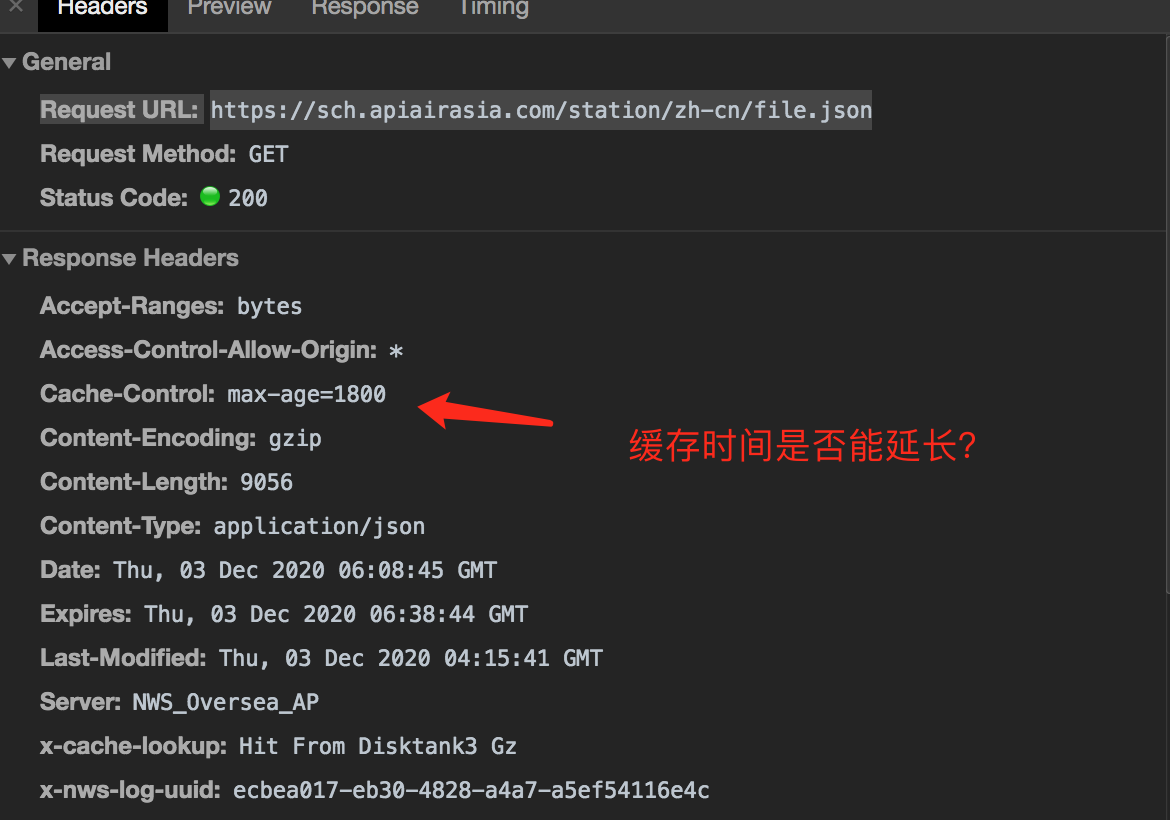 Headers Preview Response Timing
General
Request URL: https://sch.apiairasia.com/station/zh-cn/file.json
Request Method: GET
Status Code: 200
Response Headers
Accept-Ranges: bytes
Access-Control-Allow-Origin: *
Cache-Control: max-age=1800
缓存时间是否能延长?
Content-Encoding: gzip
Content-Length: 9056
Content-Type: application/json
Date: Thu, 03 Dec 2020 06:08:45 GMT
Expires: Thu, 03 Dec 2020 06:38:44 GMT
Last-Modified: Thu, 03 Dec 2020 04:15:41 GMT
Server: NWS_Oversea_AP
x-cache-lookup: Hit From Disktank3 Gz
x-nws-log-uuid: ecbea017-eb30-4828-a4a7-a5ef54116e4c